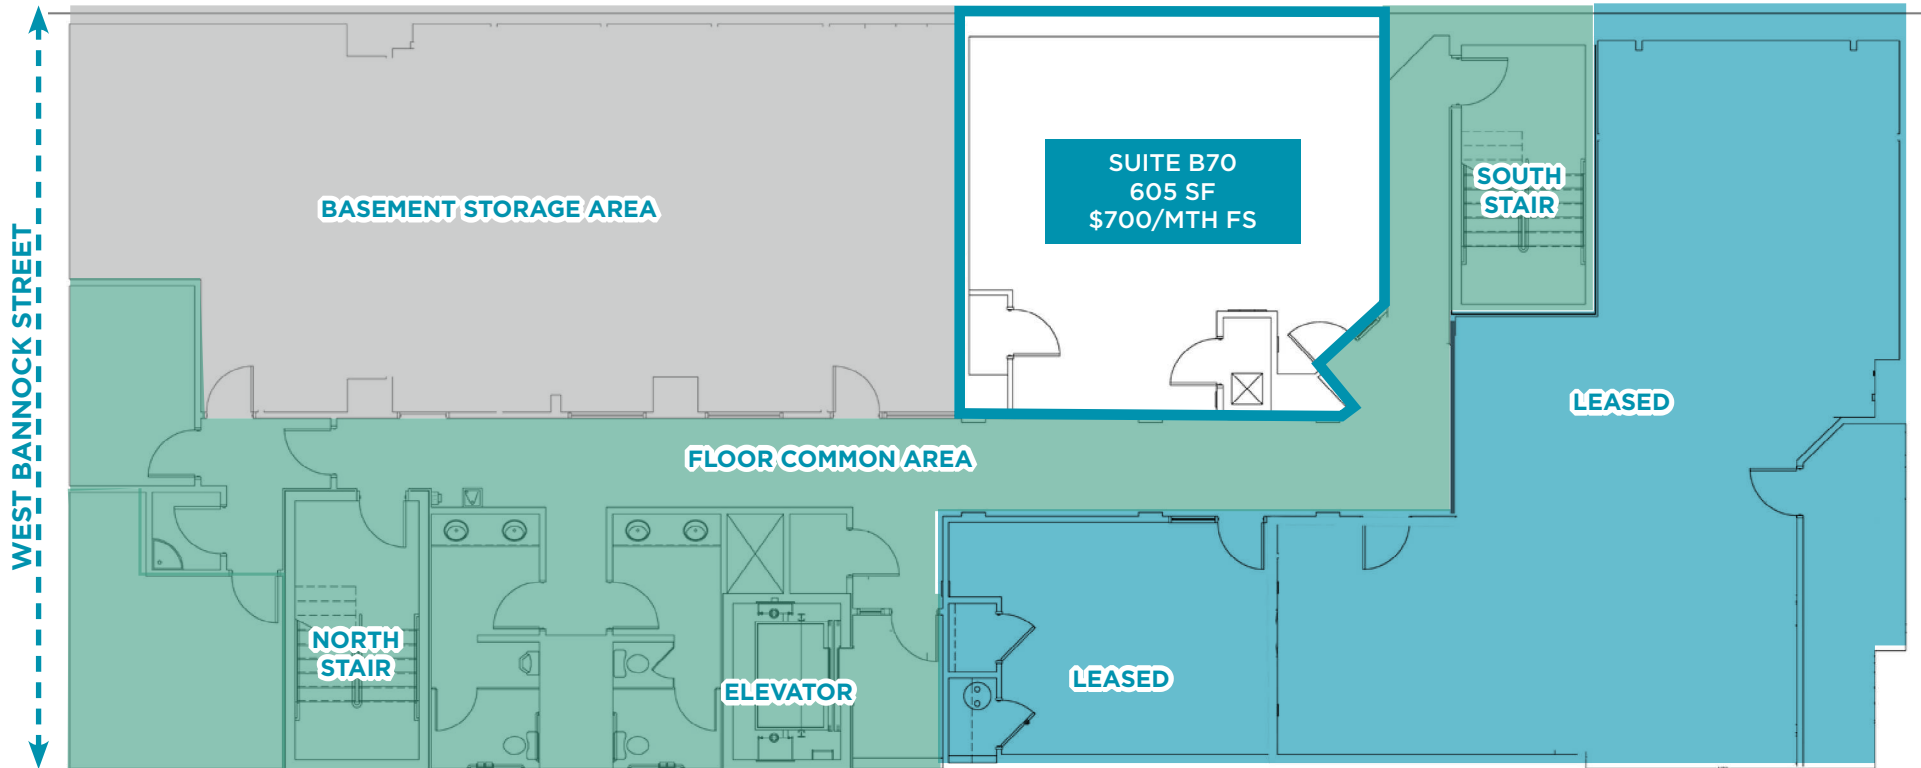 WEST BANNOCK STREET
BASEMENT STORAGE AREA
SUITE B70
605 SF
$700/MTH FS
SOUTH
STAIR
LEASED
FLOOR COMMON AREA
NORTH
STAIR
ELEVATOR
LEASED